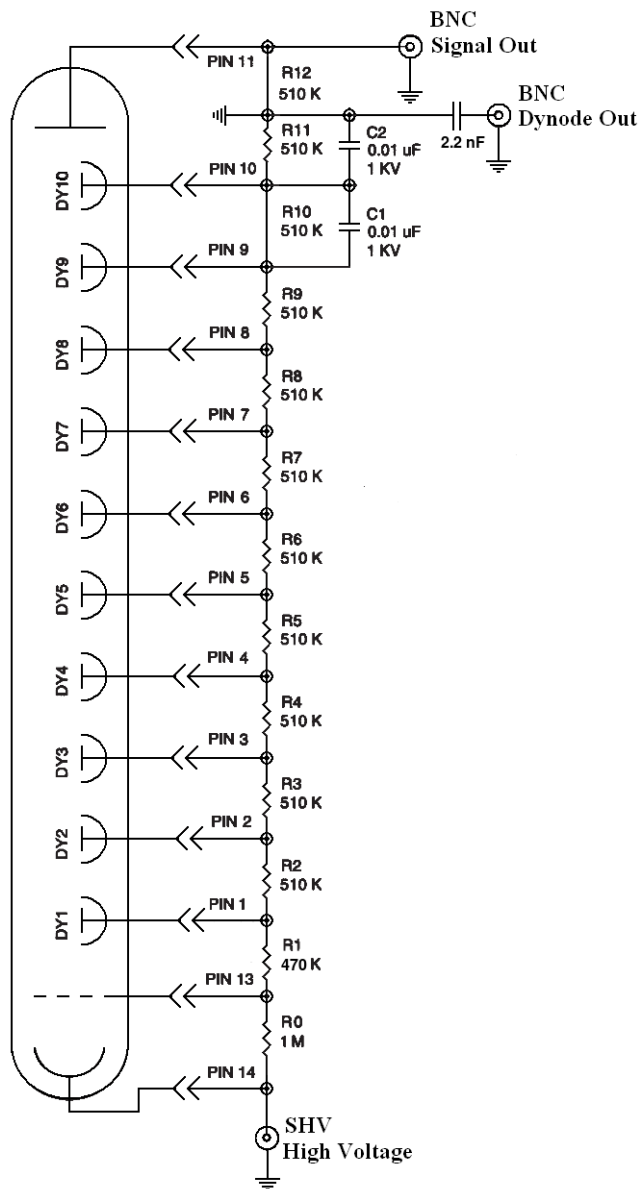 BNC
Signal Out
PIN 11
R12
510 K
BNC
Dynode Out
2.2 nF
R11
510 K
C2
0.01 uF
1 KV
DY10
PIN 10
R10
510 K
C1
0.01 uF
1 KV
DY9
PIN 9
R9
510 K
DY8
PIN 8
R8
510 K
DY7
PIN 7
R7
510 K
DY6
PIN 6
R6
510 K
DY5
PIN 5
R5
510 K
DY4
PIN 4
R4
510 K
DY3
PIN 3
R3
510 K
DY2
PIN 2
R2
510 K
DY1
PIN 1
R1
470 K
PIN 13
R0
1 M
PIN 14
SHV
High Voltage